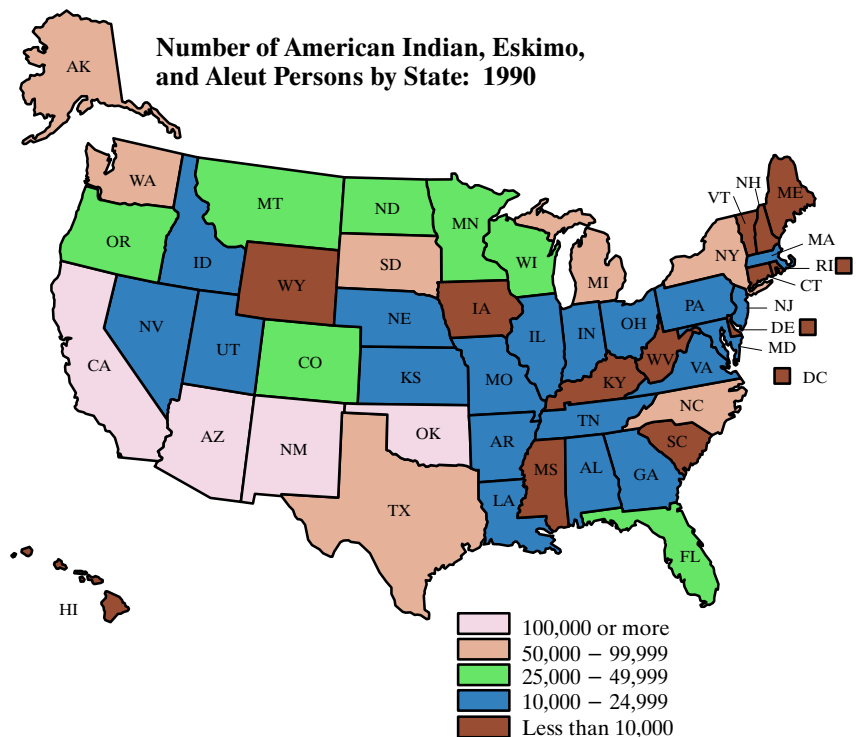 Number of American Indian, Eskimo,
and Aleut Persons by State: 1990
AK
WA
MT
ND
MN
VT
NH
ME
OR
ID
SD
WI
MI
NY
MA
RI
CT
WY
IA
NE
PA
NJ
NV
UT
CO
IL
IN
OH
DE
MD
CA
KS
MO
WV
VA
KY
DC
AZ
NM
OK
AR
TN
NC
SC
TX
LA
MS
AL
GA
FL
HI
100,000 or more
50,000 − 99,999
25,000 − 49,999
10,000 − 24,999
Less than 10,000